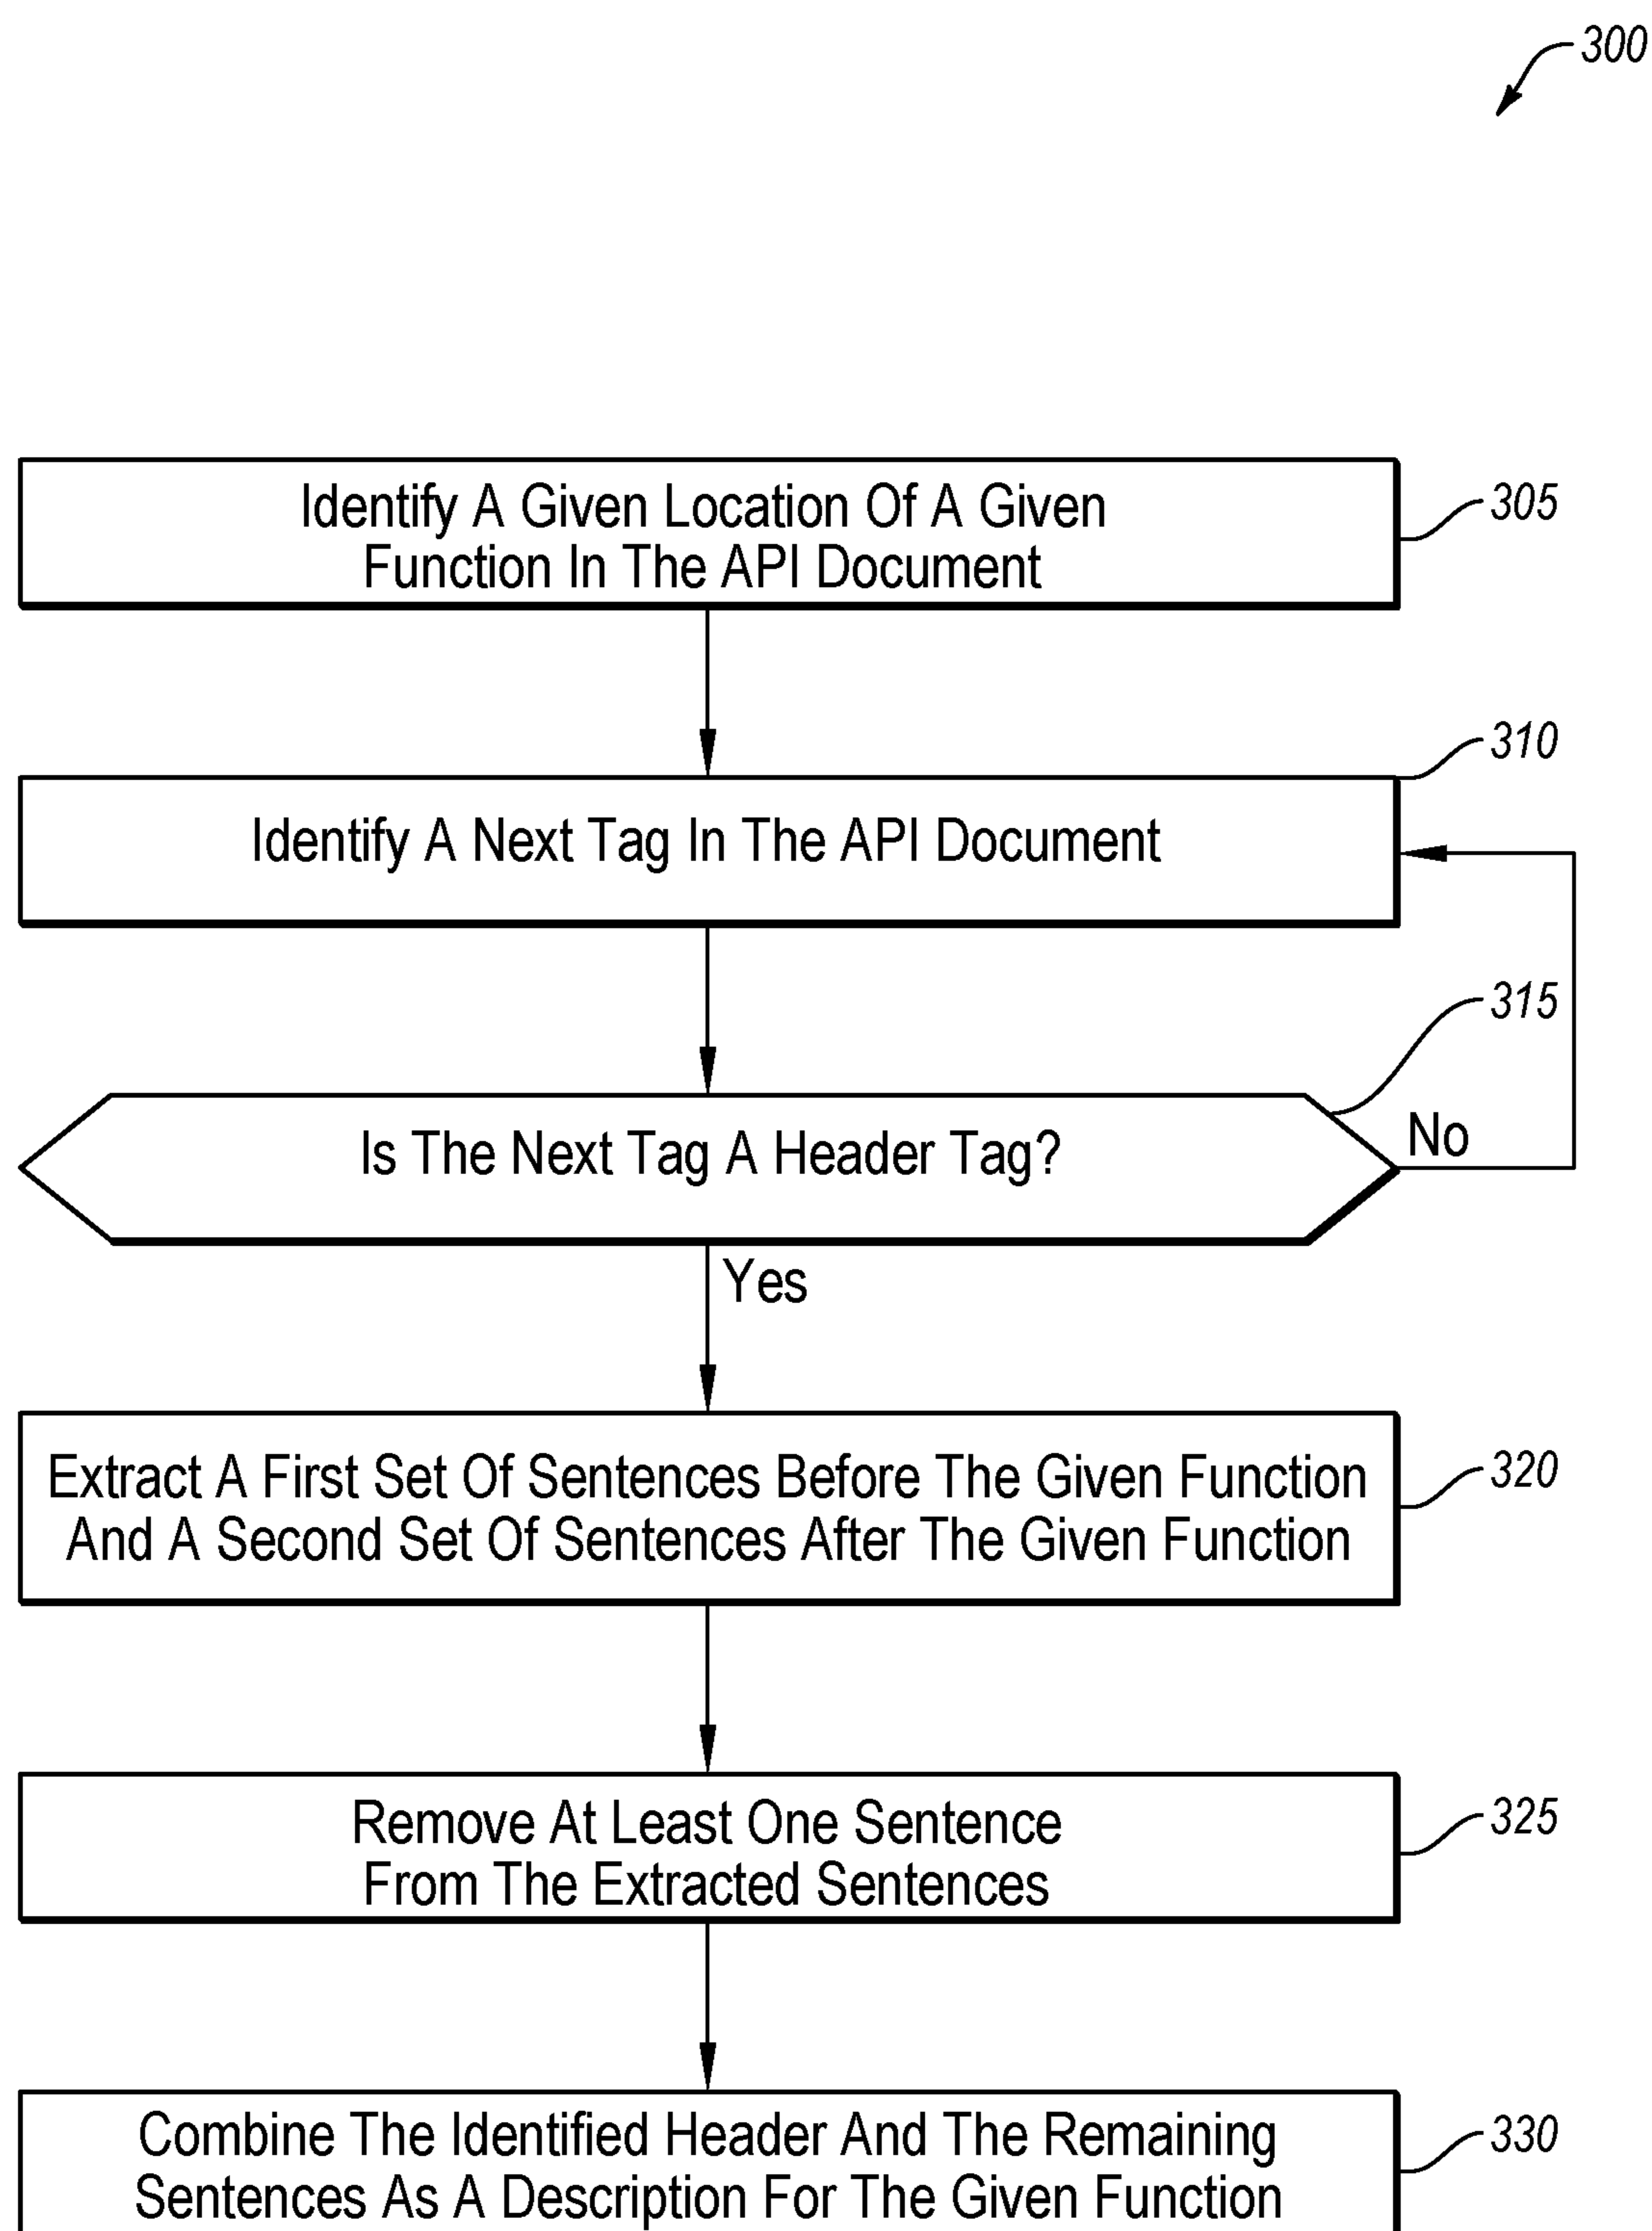 300
Identify A Given Location Of A Given
Function In The API Document
305
310
Identify A Next Tag In The API Document
315
Is The Next Tag A Header Tag?
No
Yes
Extract A First Set Of Sentences Before The Given Function
And A Second Set Of Sentences After The Given Function
320
Remove At Least One Sentence
From The Extracted Sentences
325
Combine The Identified Header And The Remaining
Sentences As A Description For The Given Function
330